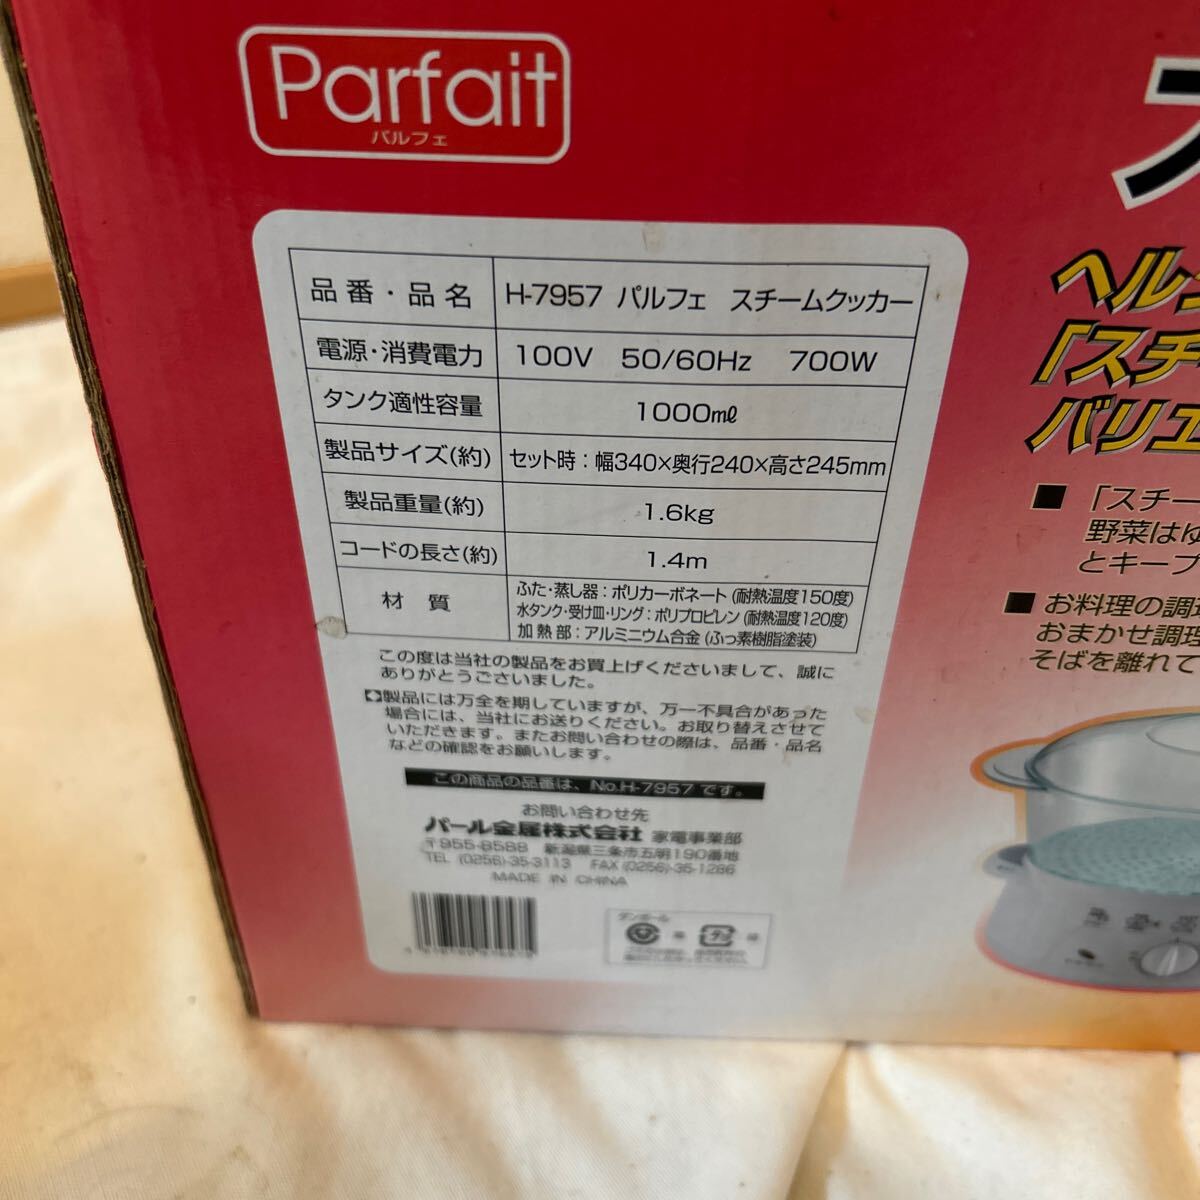 Parfait
パルフェ
品番・品名 H-7957 パルフェ スチームクッカー
電源・消費電力 100V 50/60Hz 700W
タンク適性容量 1000mℓ
製品サイズ(約) セット時：幅340×奥行240×高さ245mm
製品重量(約) 1.6kg
コードの長さ(約) 1.4m
材質 ふた・蒸し器：ポリカーボネート(耐熱温度150度)
水タンク・受け皿・リング：ポリプロピレン(耐熱温度120度)
加熱部：アルミニウム合金(ふっ素樹脂塗装)
この度は当社の製品をお買上げくださいまして、誠に
ありがとうございました。
製品には万全を期していますが、万一不具合があった
場合には、当社にお送りください。お取り替えさせて
いただきます。またお問い合わせの際は、品番・品名
などの確認をお願いします。
この商品の品番は、No.H-7957です。
お問い合わせ先
パール金属株式会社 家電事業部
〒955-8588 新潟県三条市五明190番地
TEL (0256)-35-3113 FAX (0256)-35-1286
MADE IN CHINA
ダンボール
ス
ヘル
「スチ
バリエ
■「スチー
野菜はゆ
とキープ
■お料理の調
おまかせ調理
そばを離れて